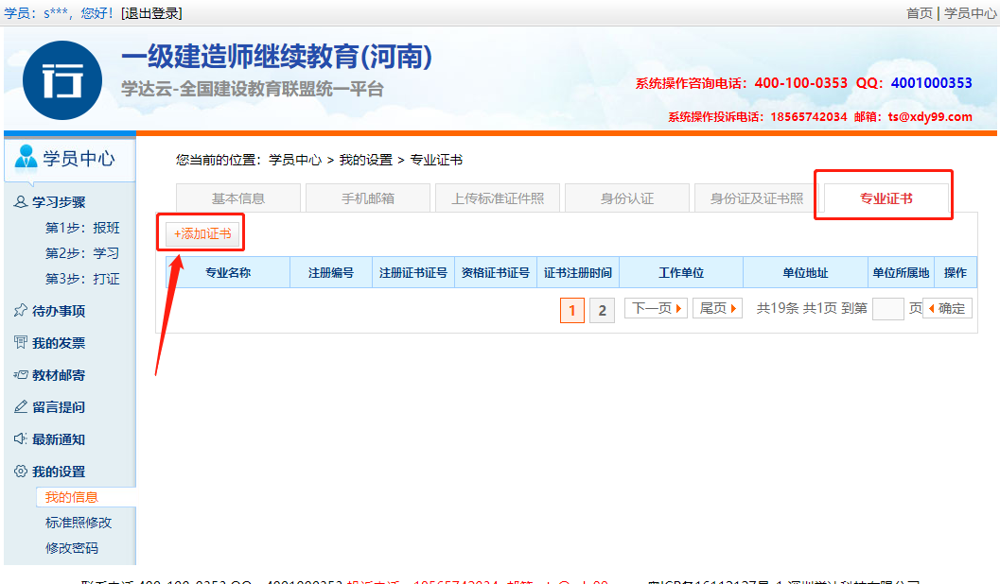 学员：s***，您好！[退出登录] 首页 | 学员中心
一级建造师继续教育(河南)
学达云-全国建设教育联盟统一平台
系统操作咨询电话：400-100-0353 QQ：4001000353
系统操作投诉电话：18565742034 邮箱：ts@xdy99.com
学员中心
学习步骤
第1步：报班
第2步：学习
第3步：打证
待办事项
我的发票
教材邮寄
留言提问
最新通知
我的设置
我的信息
标准照修改
修改密码
您当前的位置：学员中心 > 我的设置 > 专业证书
基本信息 手机邮箱 上传标准证件照 身份认证 身份证及证书照 专业证书
+添加证书
专业名称 注册编号 注册证书证号 资格证书证号 证书注册时间 工作单位 单位地址 单位所属地 操作
1 2 下一页 尾页 共19条 共1页 到第 页 确定